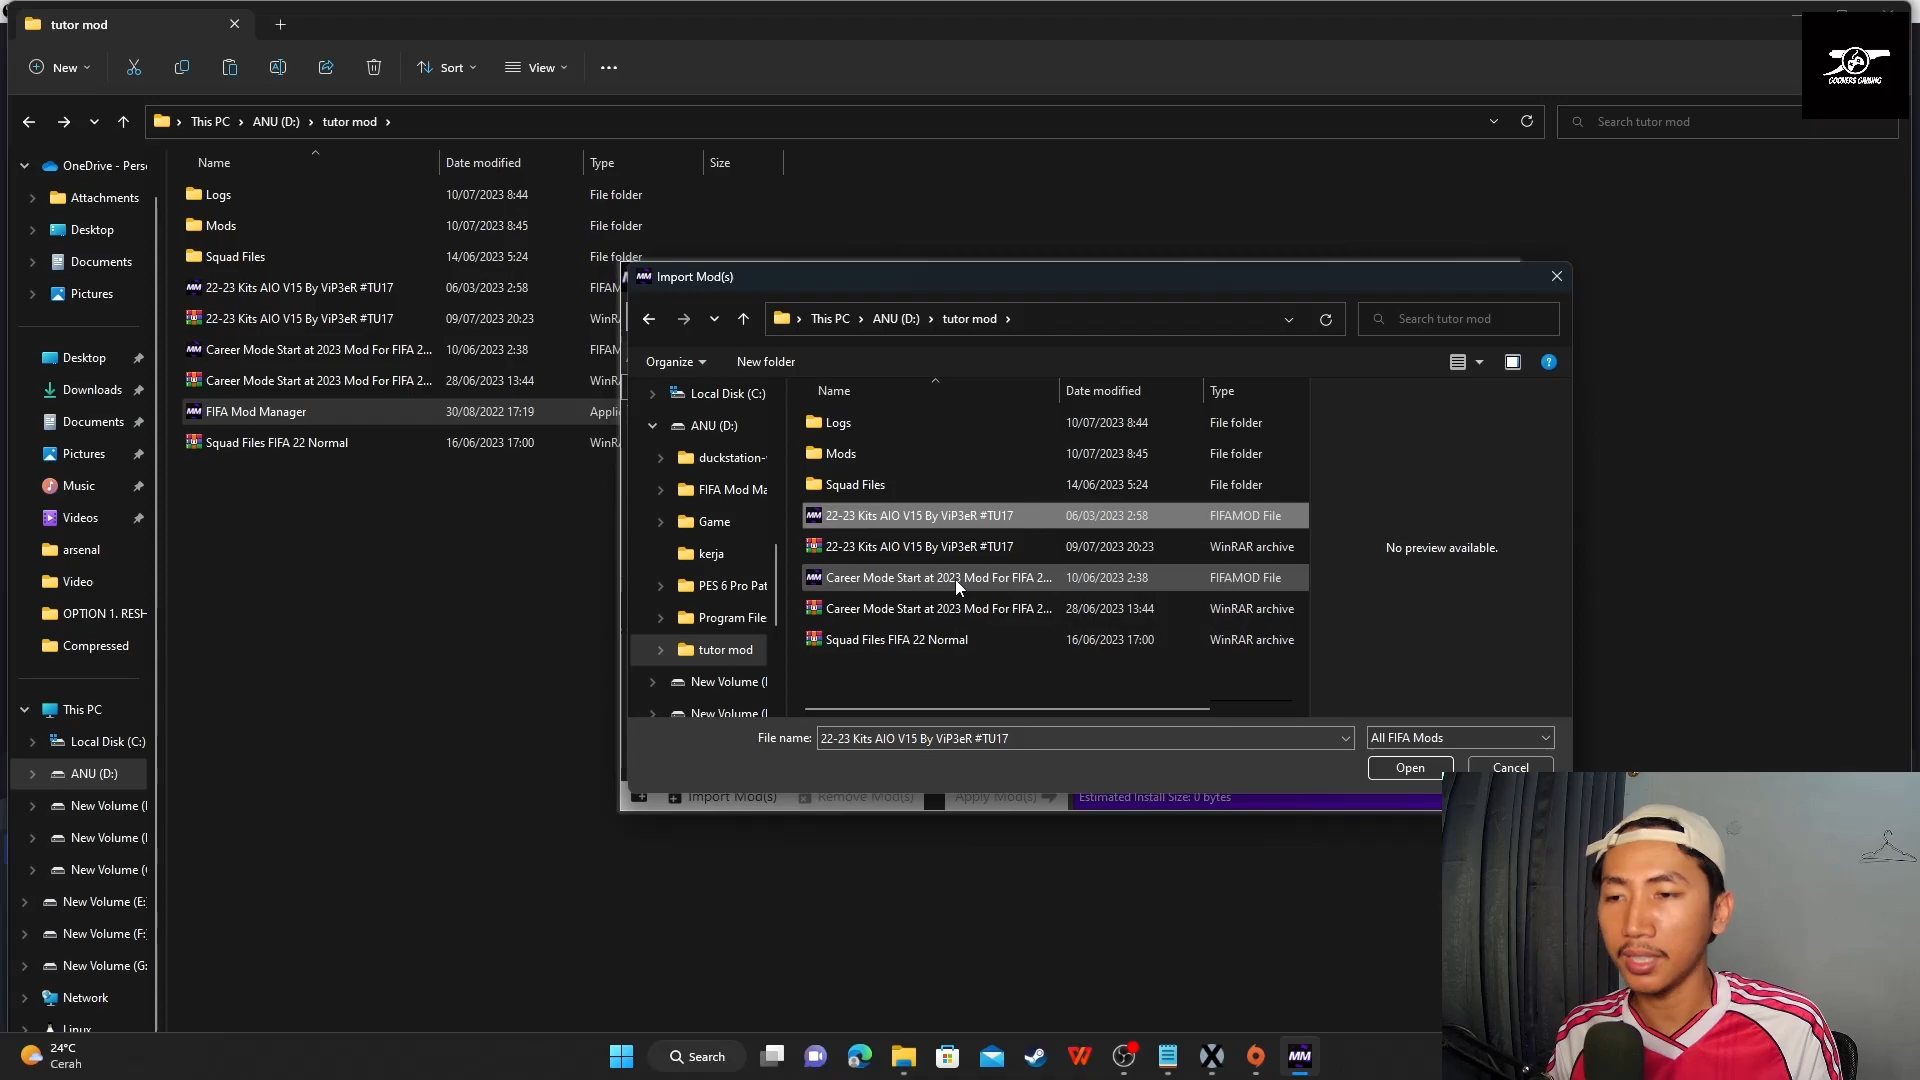 tutor mod
New
Sort
View
GOONERS GAMING
This PC > ANU (D:) > tutor mod >
Search tutor mod
Name
Date modified
Type
Size
OneDrive - Pers
Attachments
Desktop
Documents
Pictures
Desktop
Downloads
Documents
Pictures
Music
Videos
arsenal
Video
OPTION 1. RESH
Compressed
This PC
Local Disk (C:)
ANU (D:)
New Volume (
New Volume (
New Volume (
New Volume (E:
New Volume (F:
New Volume (G:
Network
Linux
Logs 10/07/2023 8:44 File folder
Mods 10/07/2023 8:45 File folder
Squad Files 14/06/2023 5:24 File folder
22-23 Kits AIO V15 By ViP3eR #TU17 06/03/2023 2:58 FIFAM
22-23 Kits AIO V15 By ViP3eR #TU17 09/07/2023 20:23 WinRA
Career Mode Start at 2023 Mod For FIFA 2... 10/06/2023 2:38 FIFAM
Career Mode Start at 2023 Mod For FIFA 2... 28/06/2023 13:44 WinRA
FIFA Mod Manager 30/08/2022 17:19 Applic
Squad Files FIFA 22 Normal 16/06/2023 17:00 WinRA
MM Import Mod(s)
This PC > ANU (D:) > tutor mod >
Search tutor mod
Organize
New folder
Local Disk (C:)
ANU (D:)
duckstation-
FIFA Mod Ma
Game
kerja
PES 6 Pro Pat
Program File
tutor mod
New Volume (
New Volume (
Name
Date modified
Type
Logs 10/07/2023 8:44 File folder
Mods 10/07/2023 8:45 File folder
Squad Files 14/06/2023 5:24 File folder
22-23 Kits AIO V15 By ViP3eR #TU17 06/03/2023 2:58 FIFAMOD File
22-23 Kits AIO V15 By ViP3eR #TU17 09/07/2023 20:23 WinRAR archive
Career Mode Start at 2023 Mod For FIFA 2... 10/06/2023 2:38 FIFAMOD File
Career Mode Start at 2023 Mod For FIFA 2... 28/06/2023 13:44 WinRAR archive
Squad Files FIFA 22 Normal 16/06/2023 17:00 WinRAR archive
No preview available.
File name: 22-23 Kits AIO V15 By ViP3eR #TU17
All FIFA Mods
Open
Cancel
Import Mod(s)
Remove Mod(s)
Apply Mod(s)
Estimated Install Size: 0 bytes
24°C
Cerah
Search
MM